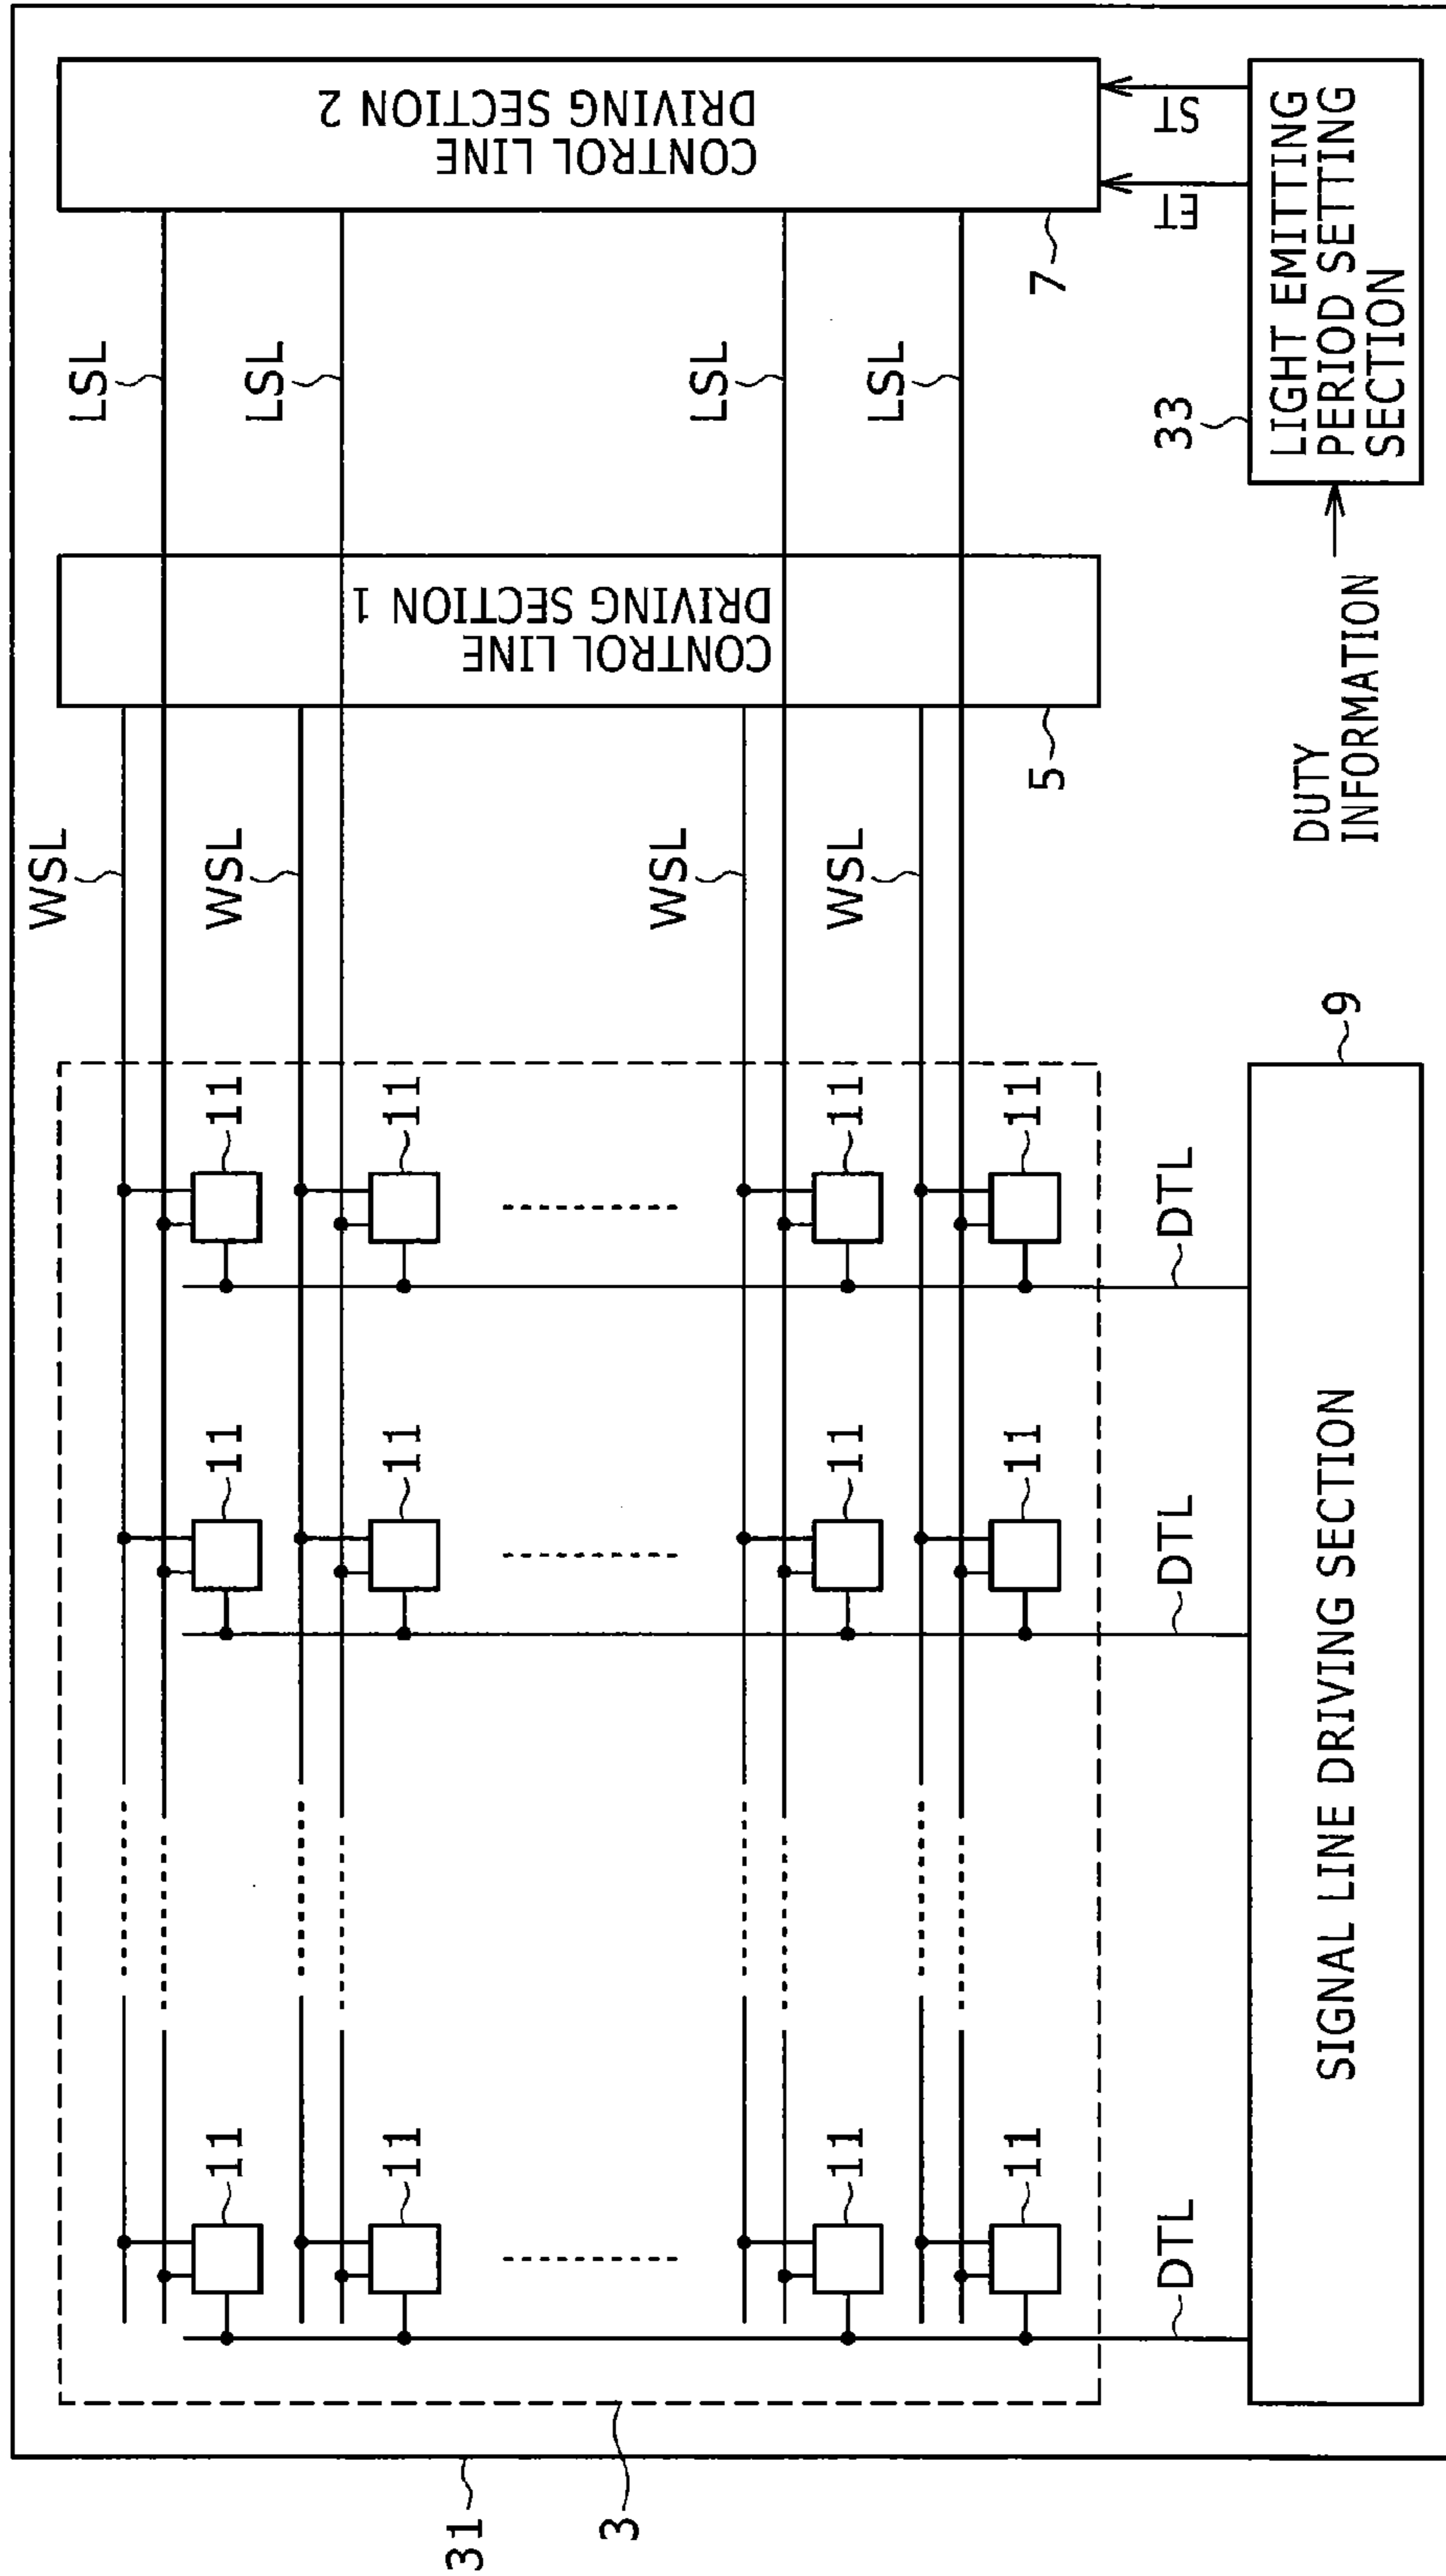 WSL
LSL
11
11
11
WSL
LSL
11
11
11
31
3
WSL
LSL
11
11
11
WSL
LSL
11
11
11
CONTROL LINE
DRIVING SECTION 1
CONTROL LINE
DRIVING SECTION 2
5
7
DTL
DTL
DTL
ET
ST
33
9
SIGNAL LINE DRIVING SECTION
DUTY
INFORMATION
LIGHT EMITTING
PERIOD SETTING
SECTION